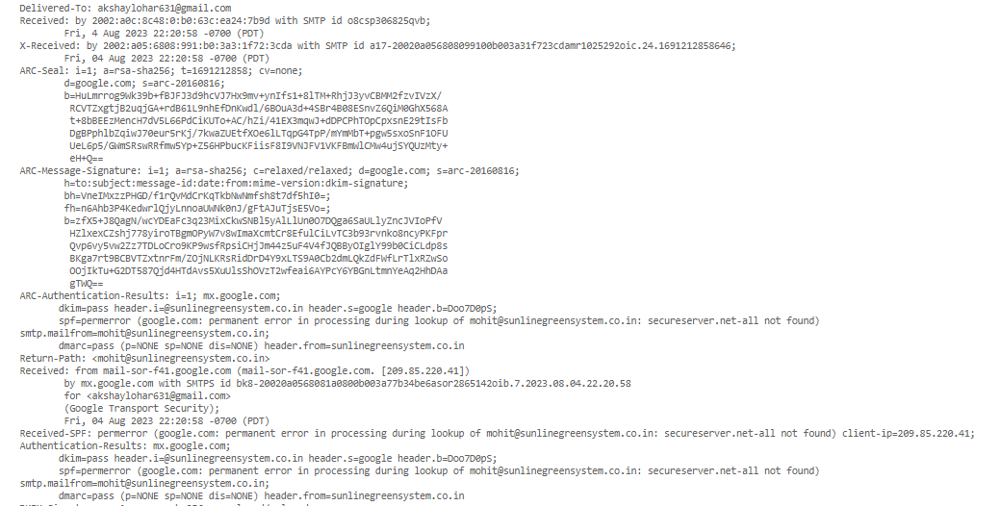 Delivered-To: akshaylohar631@gmail.com
Received: by 2002:a0c:8c48:0:b0:63c:ea24:7b9d with SMTP id o8csp306825qvb;
Fri, 4 Aug 2023 22:20:58 -0700 (PDT)
X-Received: by 2002:a05:6808:991:b0:3a3:1f72:3cda with SMTP id a17-20020a056808099100b003a31f723cdamr1025292oic.24.1691212858646;
Fri, 04 Aug 2023 22:20:58 -0700 (PDT)
ARC-Seal: i=1; a=rsa-sha256; t=1691212858; cv=none;
d=google.com; s=arc-20160816;
b=HuLmrrog9Wk39b+fBJFJ3d9hcVJ7Hx9mv+ynIfs1+8lTM+RhjJ3yvCBMM2fzvIVzX/
RCVTZxgtjB2uqjGA+rdB61L9nhEfDnKwdl/6BOuA3d+4SBr4B08ESnvZ6QiM0GhX568A
t+8bBEEzMencH7dV5L66PdCiKUTo+AC/hZi/41EX3mqwJ+dDPCPhTOpCpxsnE29tIsFb
DgBPphlbZqiwJ70eur5rKj/7kwaZUEtfXOe6lLTqpG4TpP/mYmMbT+pgw5sxoSnF1OFU
UeL6p5/GWmSRswRRfmw5Yp+Z56HPbucKFiisF8I9VNJFV1VKFBmWlCMw4ujSYQUzMty+
eH+Q==
ARC-Message-Signature: i=1; a=rsa-sha256; c=relaxed/relaxed; d=google.com; s=arc-20160816;
h=to:subject:message-id:date:from:mime-version:dkim-signature;
bh=VneIMxzzPHGD/f1rQvMdCrKqTkbNwNmfsh8t7df5hI0=;
fh=n6Ahb3P4KedwrlQjyLnnoaUWNk0nJ/gFtAJuTjsE5Vo=;
b=zfX5+J8QagN/wcYDEaFc3q23MixCkwSNBl5yAlLlUn0O7DQga6SaULlyZncJVIoPfV
HZlxexCZshj778yiroTBgmOPyW7v8wImaXcmtCr8EfulCiLvTC3b93rvnko8ncyPKFpr
Qvp6vy5vw2Zz7TDLoCro9KP9wsfRpsiCHjJm44z5uF4V4fJQBByOIglY99b0CiCLdp8s
BKga7rt9BCBVTZxtnrFm/ZOjNLKRsRidDrD4Y9xLTS9A0Cb2dmLQkZdFWfLrTlxRZwSo
OOjIkTu+G2DT587Qjd4HTdAvs5XuUlsShOVzT2wfeai6AYPcY6YBGnLtmnYeAq2HhDAa
gTWQ==
ARC-Authentication-Results: i=1; mx.google.com;
dkim=pass header.i=@sunlinegreensystem.co.in header.s=google header.b=Doo7D0pS;
spf=permerror (google.com: permanent error in processing during lookup of mohit@sunlinegreensystem.co.in: secureserver.net-all not found)
smtp.mailfrom=mohit@sunlinegreensystem.co.in;
dmarc=pass (p=NONE sp=NONE dis=NONE) header.from=sunlinegreensystem.co.in
Return-Path: <mohit@sunlinegreensystem.co.in>
Received: from mail-sor-f41.google.com (mail-sor-f41.google.com. [209.85.220.41])
by mx.google.com with SMTPS id bk8-20020a0568081a0800b003a77b34be6asor2865142oib.7.2023.08.04.22.20.58
for <akshaylohar631@gmail.com>
(Google Transport Security);
Fri, 04 Aug 2023 22:20:58 -0700 (PDT)
Received-SPF: permerror (google.com: permanent error in processing during lookup of mohit@sunlinegreensystem.co.in: secureserver.net-all not found) client-ip=209.85.220.41;
Authentication-Results: mx.google.com;
dkim=pass header.i=@sunlinegreensystem.co.in header.s=google header.b=Doo7D0pS;
spf=permerror (google.com: permanent error in processing during lookup of mohit@sunlinegreensystem.co.in: secureserver.net-all not found)
smtp.mailfrom=mohit@sunlinegreensystem.co.in;
dmarc=pass (p=NONE sp=NONE dis=NONE) header.from=sunlinegreensystem.co.in